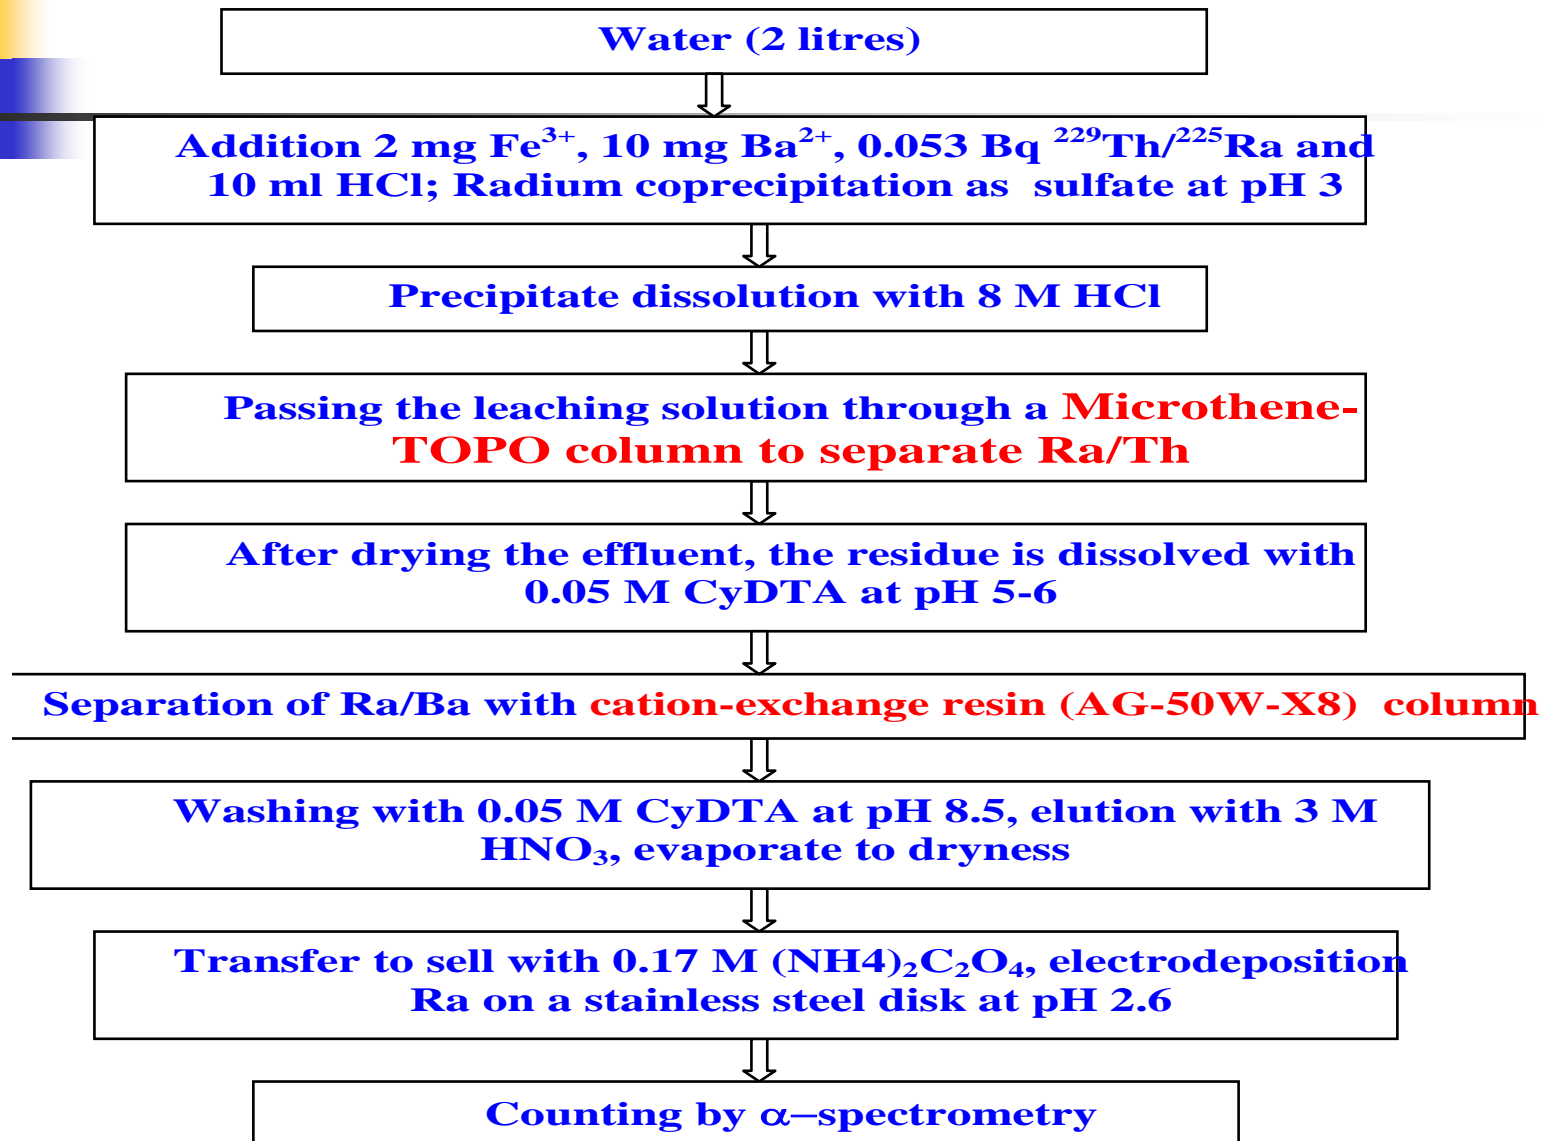 Water (2 litres)
Addition 2 mg Fe³⁺, 10 mg Ba²⁺, 0.053 Bq ²²⁹Th/²²⁵Ra and
10 ml HCl; Radium coprecipitation as sulfate at pH 3
Precipitate dissolution with 8 M HCl
Passing the leaching solution through a Microthene-
TOPO column to separate Ra/Th
After drying the effluent, the residue is dissolved with
0.05 M CyDTA at pH 5-6
Separation of Ra/Ba with cation-exchange resin (AG-50W-X8) column
Washing with 0.05 M CyDTA at pH 8.5, elution with 3 M
HNO₃, evaporate to dryness
Transfer to sell with 0.17 M (NH4)₂C₂O₄, electrodeposition
Ra on a stainless steel disk at pH 2.6
Counting by α–spectrometry